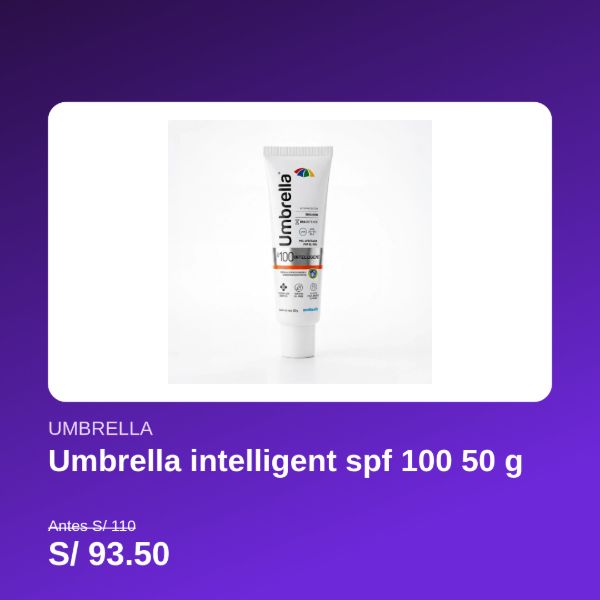 Umbrella
100 INTELLIGENT
UMBRELLA
Umbrella intelligent spf 100 50 g
Antes S/ 110
S/ 93.50